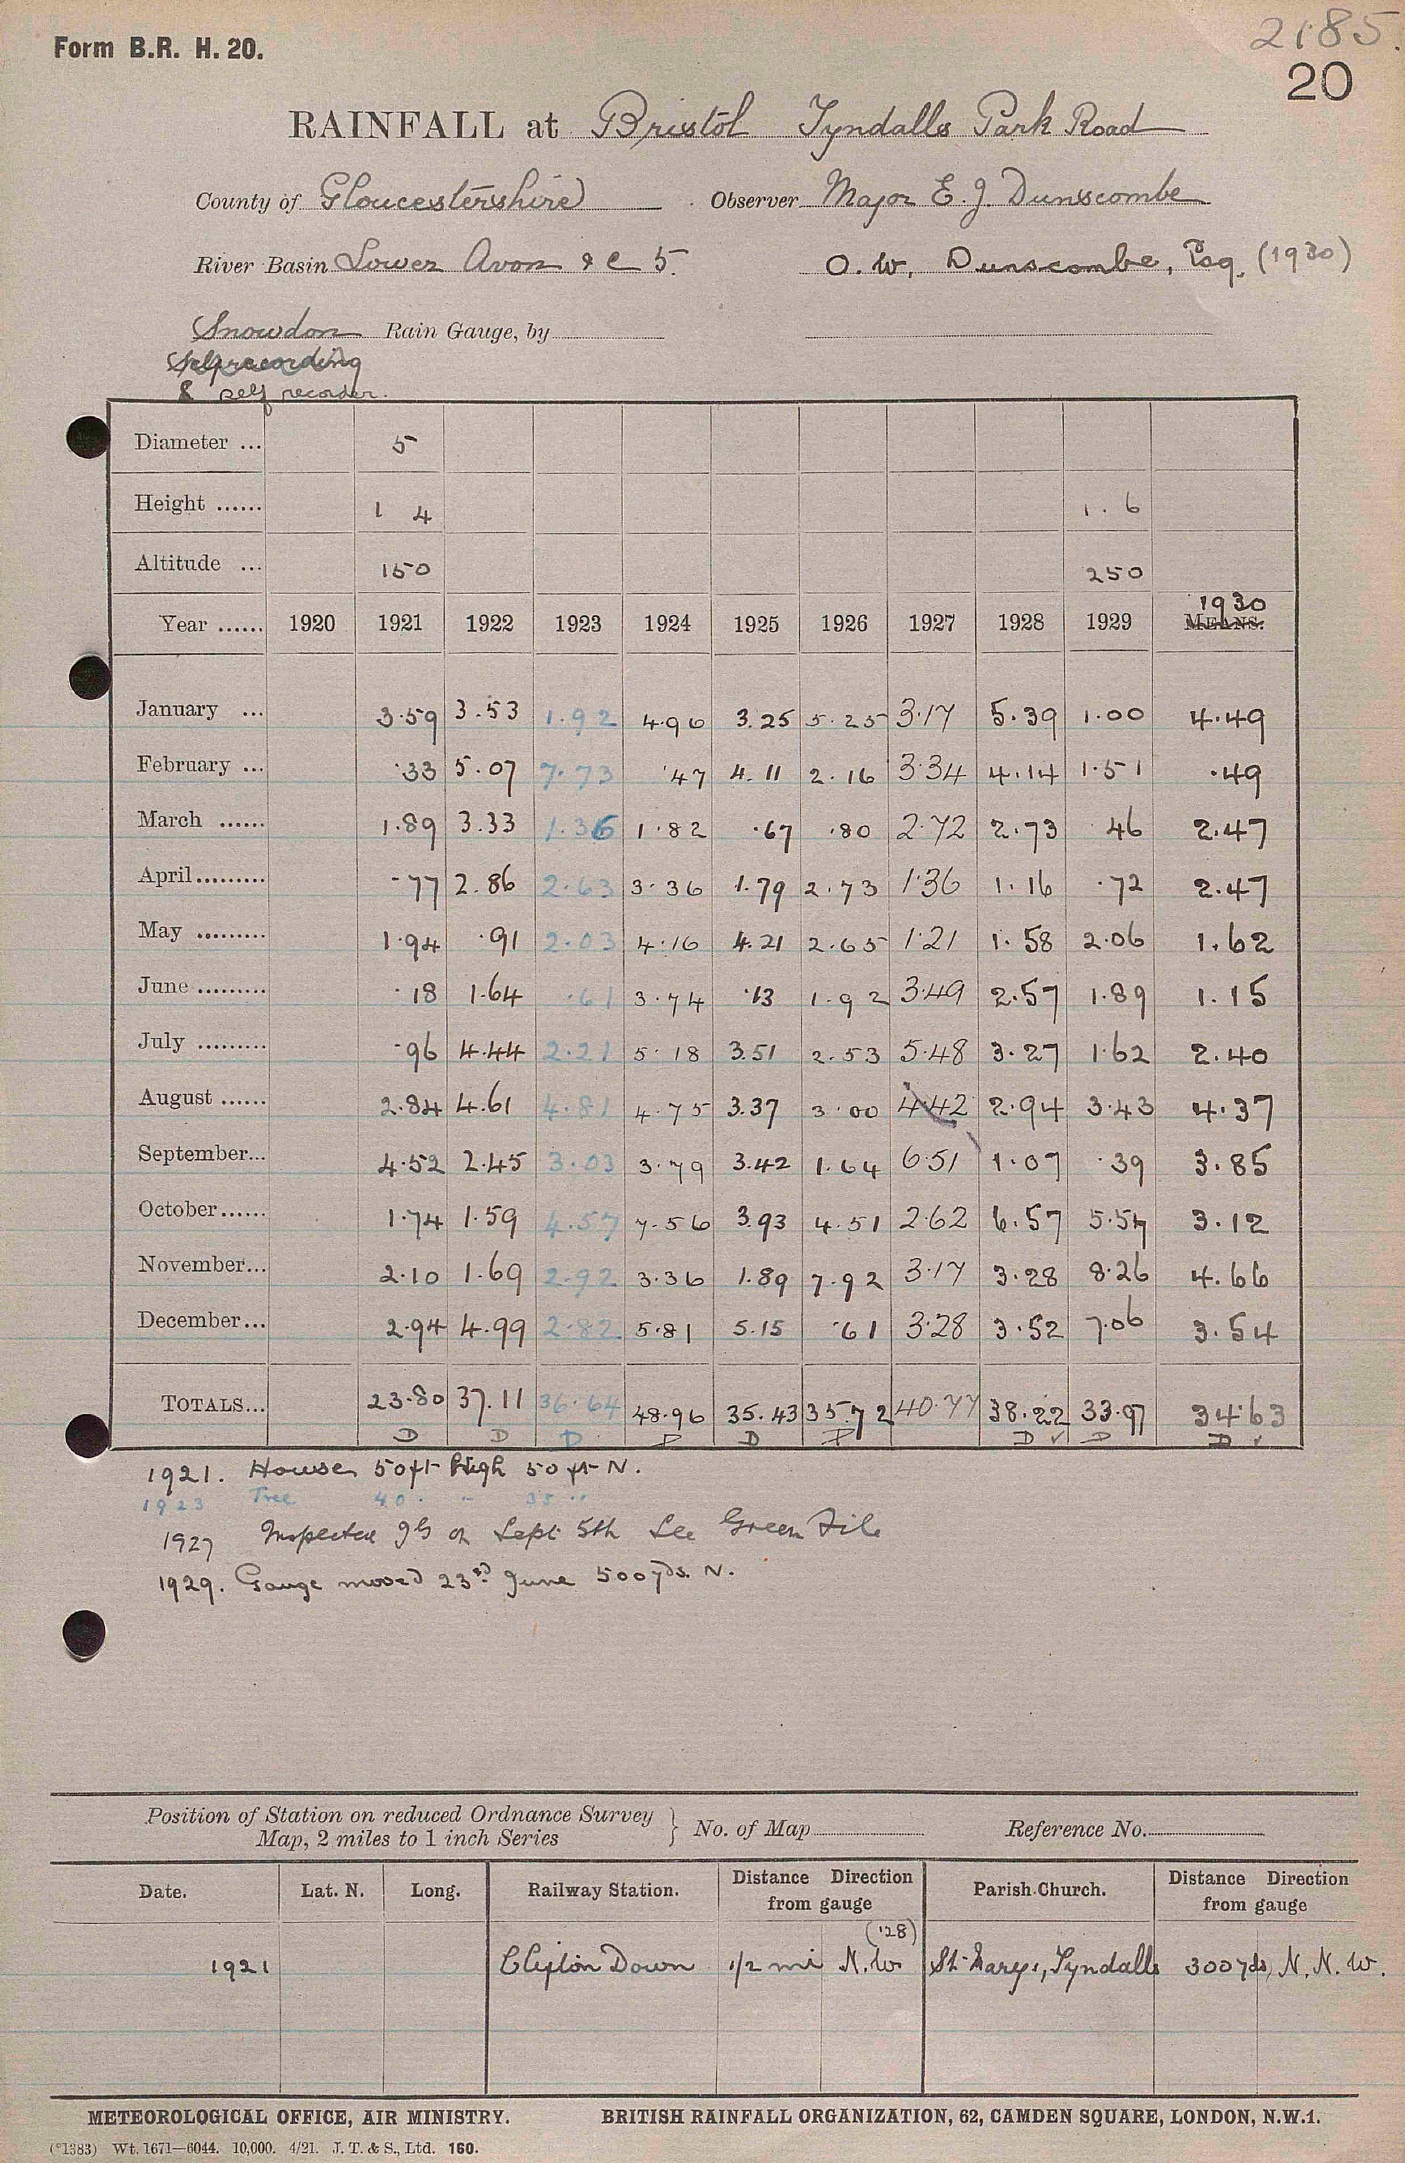 2185.
Form B.R. H. 20.
20
RAINFALL at Bristol Tyndalls Park Road
County of Gloucestershire Observer Major E. J. Dunscombe
River Basin Lower Avon &c 5. O. W. Dunscombe, Esq. (1930)
Snowdon Rain Gauge, by
Selfrecording
& self recorder.
Diameter ... 5
Height ...... 1 4 1.6
Altitude ... 150 250
1930
Year ...... 1920 1921 1922 1923 1924 1925 1926 1927 1928 1929 MEANS.
January ... 3.59 3.53 1.92 4.96 3.25 5.25 3.17 5.39 1.00 4.49
February ... .33 5.07 7.73 .47 4.11 2.16 3.34 4.14 1.51 .49
March ...... 1.89 3.33 1.36 1.82 .67 .80 2.72 2.73 .46 2.47
April ......... .77 2.86 2.63 3.36 1.79 2.73 1.36 1.16 .72 2.47
May ......... 1.94 .91 2.03 4.16 4.21 2.65 1.21 1.58 2.06 1.62
June ......... .18 1.64 .61 3.74 .13 1.92 3.49 2.57 1.89 1.15
July ......... .96 4.44 2.21 5.18 3.51 2.53 5.48 3.27 1.62 2.40
August ...... 2.84 4.61 4.81 4.75 3.37 3.00 4.42 2.94 3.43 4.37
September... 4.52 2.45 3.03 3.79 3.42 1.64 6.51 1.07 .39 3.85
October...... 1.74 1.59 4.57 7.56 3.93 4.51 2.62 6.57 5.57 3.12
November... 2.10 1.69 2.92 3.36 1.89 7.92 3.17 3.28 8.26 4.66
December... 2.94 4.99 2.82 5.81 5.15 .61 3.28 3.52 7.06 3.54
TOTALS... 23.80 37.11 36.64 48.96 35.43 35.72 40.77 38.22 33.97 34.63
D D D D D D D ✓ D D ✓
1921. House 50ft high 50 ft N.
1923 Tree 40 " " 35 "
1927 Inspected JG on Sept 5th See Green File
1929. Gauge moved 23rd June 500yds. N.
Position of Station on reduced Ordnance Survey
Map, 2 miles to 1 inch Series } No. of Map Reference No.
Date. Lat. N. Long. Railway Station. Distance Direction from gauge Parish Church. Distance Direction from gauge
('28)
1921 Clifton Down 1/2 mi N.W St. Marys, Tyndalls 300yds, N.N.W.
METEOROLOGICAL OFFICE, AIR MINISTRY. BRITISH RAINFALL ORGANIZATION, 62, CAMDEN SQUARE, LONDON, N.W.1.
(*1383) Wt. 1671—6044. 10,000. 4/21. J. T. & S., Ltd. 160.